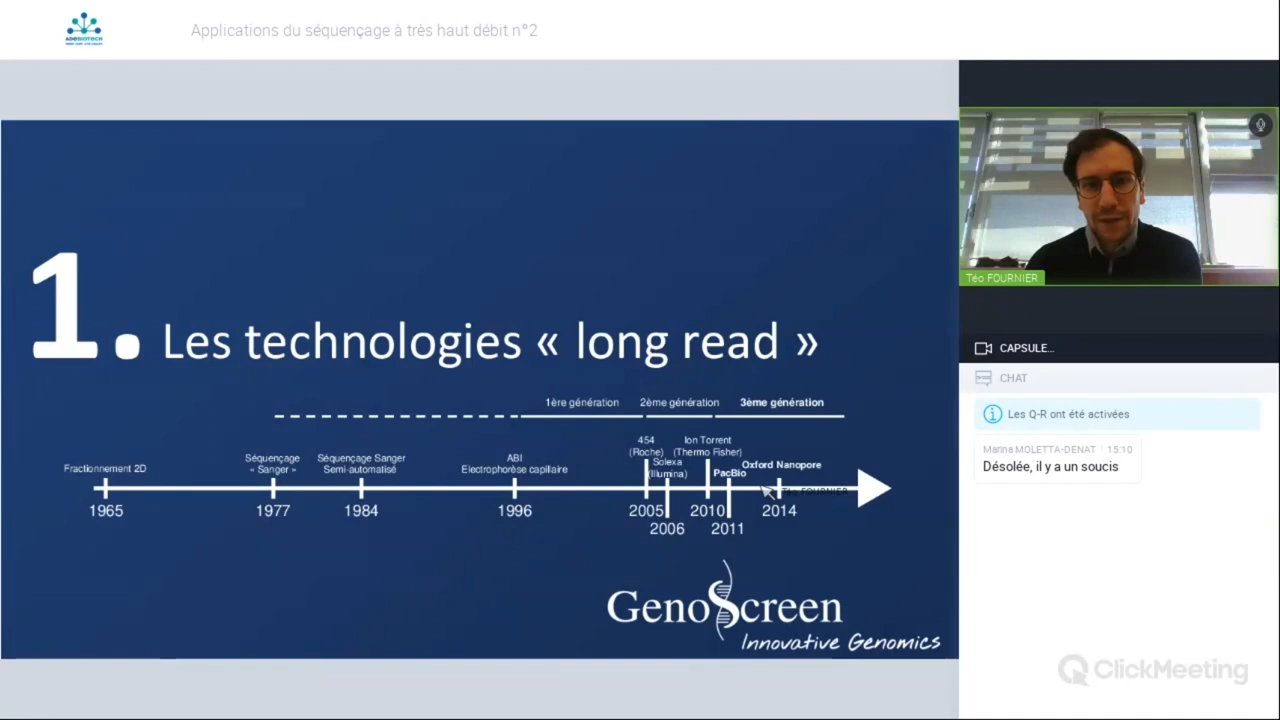 ADEBIOTECH
Applications du séquençage à très haut débit n°2
1. Les technologies « long read »
1ère génération 2ème génération 3ème génération
Fractionnement 2D
Séquençage
« Sanger »
Séquençage Sanger
Semi-automatisé
ABI
Electrophorèse capillaire
454
(Roche)
Solexa
(Illumina)
Ion Torrent
(Thermo Fisher)
PacBio
Oxford Nanopore
Téo FOURNIER
1965 1977 1984 1996 2005 2010 2014
2006 2011
GenoScreen
Innovative Genomics
Téo FOURNIER
CAPSULE...
CHAT
Les Q-R ont été activées
Marina MOLETTA-DENAT 15:10
Désolée, il y a un soucis
ClickMeeting